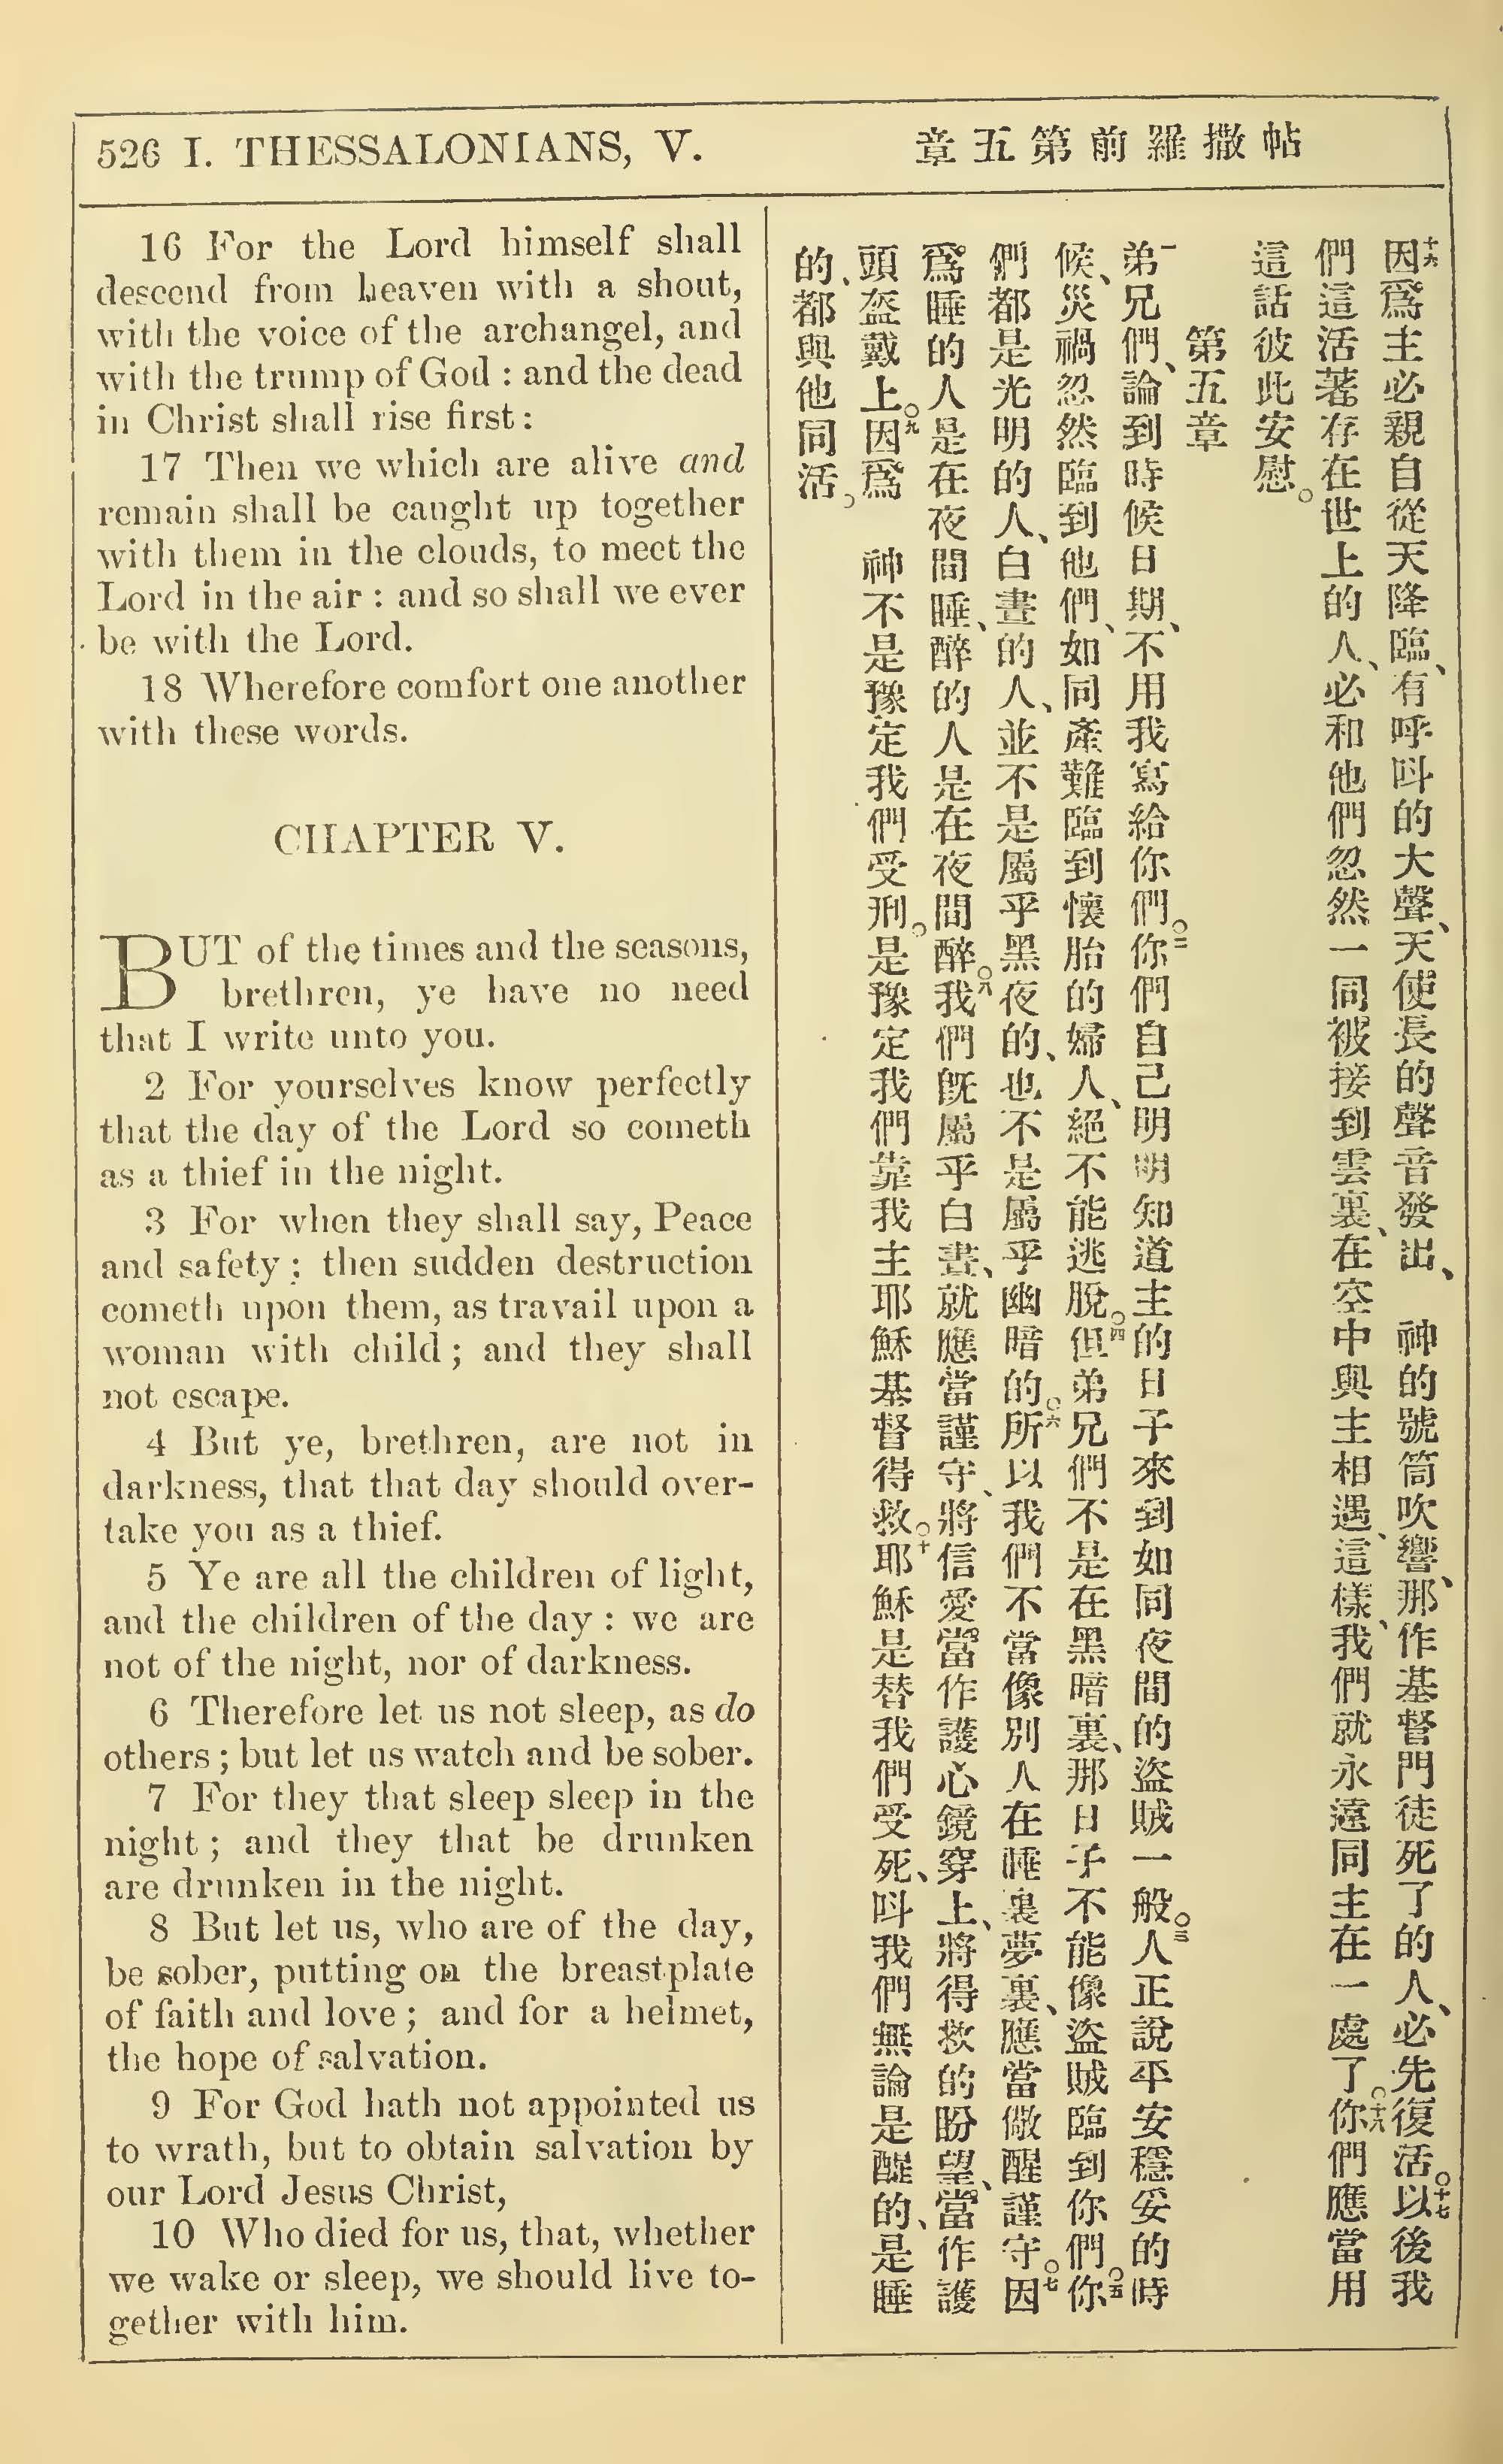 526 I. THESSALONIANS, V.
章五第前羅撒帖
16 For the Lord himself shall
descend from heaven with a shout,
with the voice of the archangel, and
with the trump of God : and the dead
in Christ shall rise first :
17 Then we which are alive and
remain shall be caught up together
with them in the clouds, to meet the
Lord in the air : and so shall we ever
be with the Lord.
18 Wherefore comfort one another
with these words.
CHAPTER V.
BUT of the times and the seasons,
brethren, ye have no need
that I write unto you.
2 For yourselves know perfectly
that the day of the Lord so cometh
as a thief in the night.
3 For when they shall say, Peace
and safety ; then sudden destruction
cometh upon them, as travail upon a
woman with child ; and they shall
not escape.
4 But ye, brethren, are not in
darkness, that that day should over-
take you as a thief.
5 Ye are all the children of light,
and the children of the day : we are
not of the night, nor of darkness.
6 Therefore let us not sleep, as do
others ; but let us watch and be sober.
7 For they that sleep sleep in the
night ; and they that be drunken
are drunken in the night.
8 But let us, who are of the day,
be sober, putting on the breastplate
of faith and love ; and for a helmet,
the hope of salvation.
9 For God hath not appointed us
to wrath, but to obtain salvation by
our Lord Jesus Christ,
10 Who died for us, that, whether
we wake or sleep, we should live to-
gether with him.
十六因爲主必親自從天降臨、有呼呌的大聲、天使長的聲音發出、 神的號筒吹響、那作基督門徒死了的人、必先復活。十七以後我
們這活著存在世上的人、必和他們忽然一同被接到雲裏、在空中與主相遇、這樣、我們就永遠同主在一處了。十八你們應當用
這話彼此安慰。
第五章
一弟兄們、論到時候日期、不用我寫給你們。二你們自己明明知道主的日子來到如同夜間的盜賊一般。三人正說平安穩妥的時
候、災禍忽然臨到他們、如同產難臨到懷胎的婦人、絕不能逃脫。四但弟兄們不是在黑暗裏、那日子不能像盜賊臨到你們。五你
們都是光明的人、白晝的人、並不是屬乎黑夜的、也不是屬乎幽暗的。六所以我們不當像別人在睡裏夢裏、應當儆醒謹守。七因
爲睡的人是在夜間睡、醉的人是在夜間醉。八我們旣屬乎白晝、就應當謹守、將信愛當作護心鏡穿上、將得救的盼望、當作護
頭盔戴上。九因爲 神不是豫定我們受刑。是豫定我們靠我主耶穌基督得救。十耶穌是替我們受死、呌我們無論是醒的、是睡
的、都與他同活。